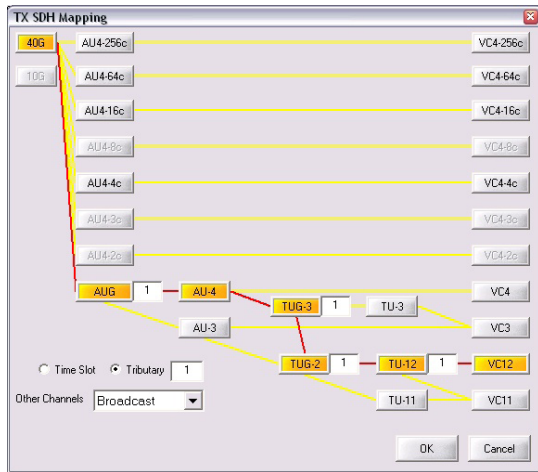 TX SDH Mapping
40G AU4-256c VC4-256c
10G AU4-64c VC4-64c
AU4-16c VC4-16c
AU4-8c VC4-8c
AU4-4c VC4-4c
AU4-3c VC4-3c
AU4-2c VC4-2c
AUG 1 AU-4 VC4
TUG-3 1 TU-3
AU-3 VC3
TUG-2 1 TU-12 1 VC12
Time Slot Tributary 1
Other Channels Broadcast TU-11 VC11
OK Cancel